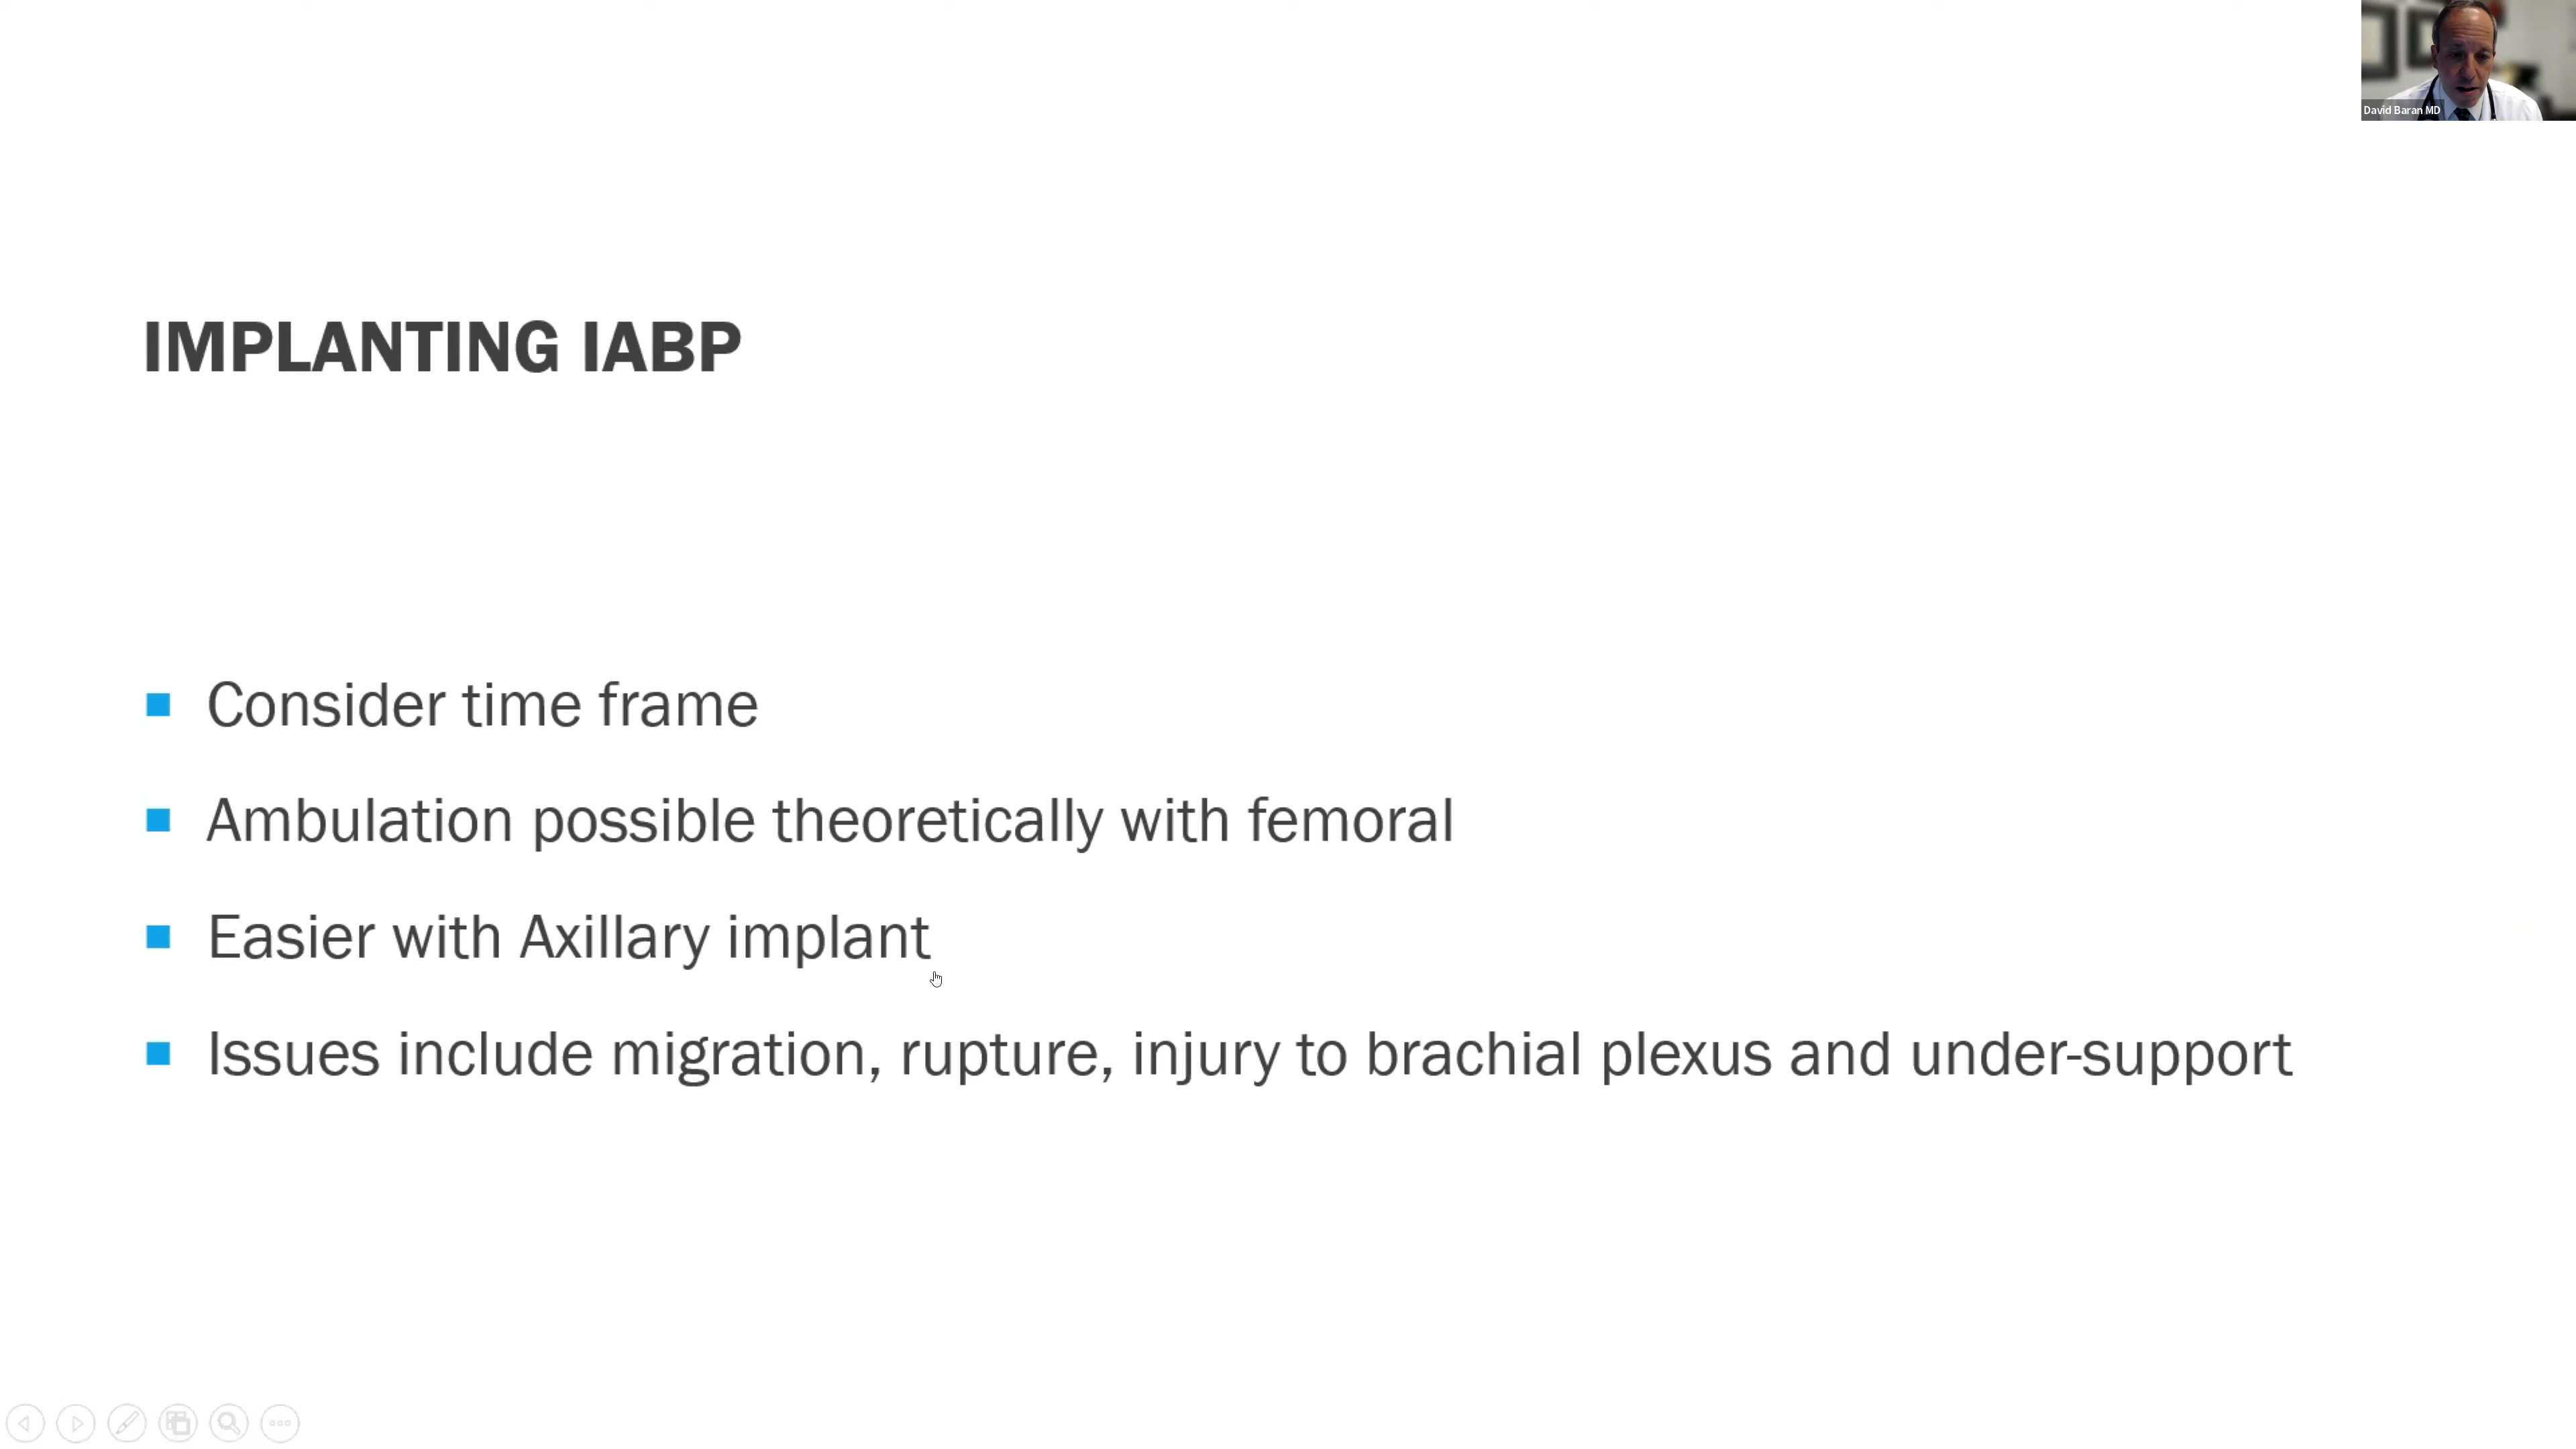 David Baran MD
IMPLANTING IABP
Consider time frame
Ambulation possible theoretically with femoral
Easier with Axillary implant
Issues include migration, rupture, injury to brachial plexus and under-support